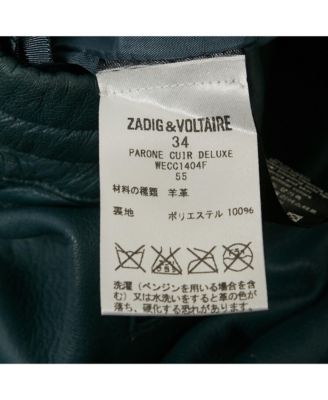 ZADIG&VOLTAIRE
34
PARONE CUIR DELUXE
WECC1404F
55
材料の種類 羊革
裏地 ポリエステル 100%
洗濯（ベンジンを用いる場合を含
む）又は水洗いをすると革の色が
落ち、硬化する恐れがあります。